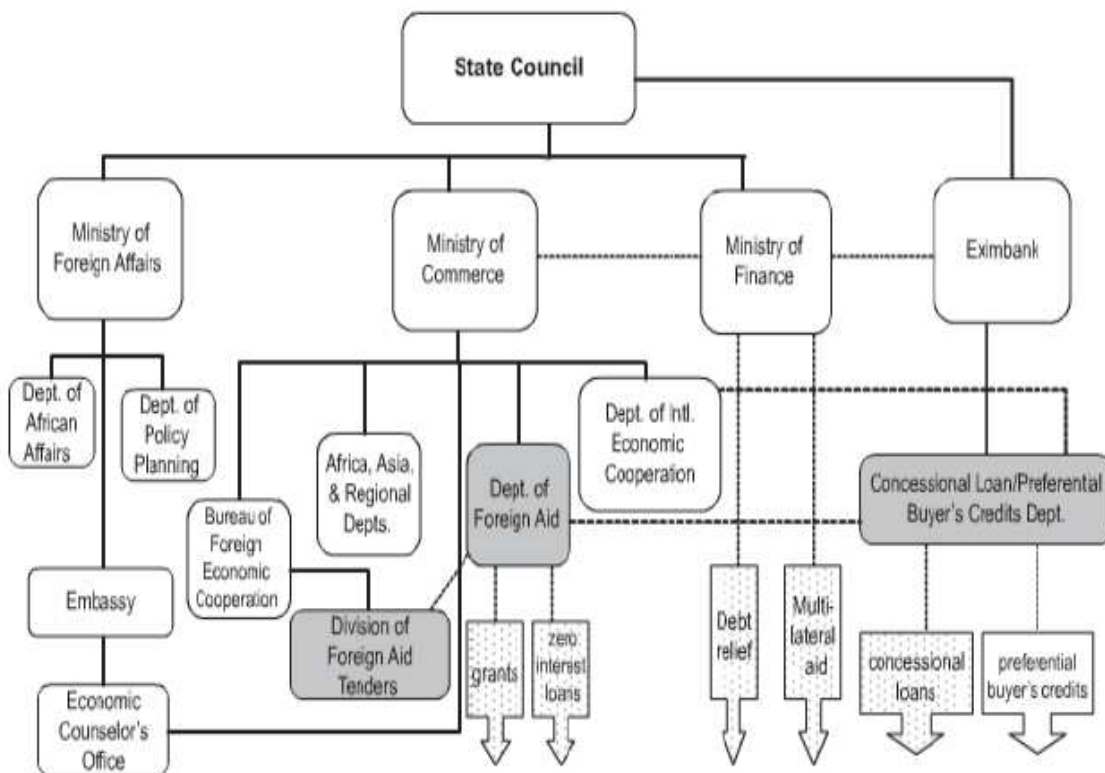 State Council
Ministry of
Foreign Affairs
Ministry of
Commerce
Ministry of
Finance
Eximbank
Dept. of
African
Affairs
Dept. of
Policy
Planning
Africa, Asia,
& Regional
Depts.
Dept. of Intl.
Economic
Cooperation
Dept. of
Foreign Aid
Concessional Loan/Preferential
Buyer's Credits Dept.
Bureau of
Foreign
Economic
Cooperation
Embassy
Division of
Foreign Aid
Tenders
grants
zero
interest
loans
Debt
relief
Multi-
lateral
aid
concessional
loans
preferential
buyer's credits
Economic
Counselor's
Office